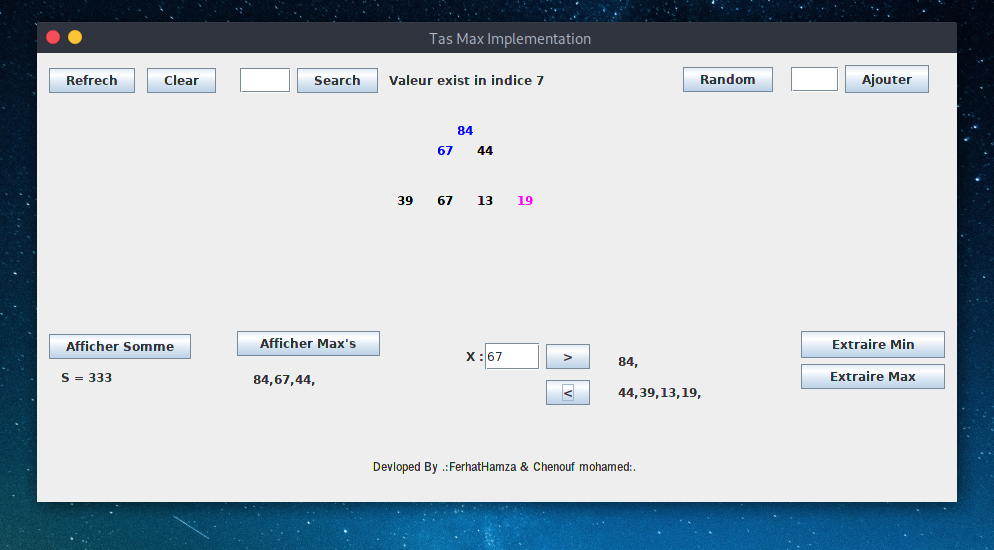 Tas Max Implementation
Refrech Clear Search Valeur exist in indice 7 Random Ajouter
84
67 44
39 67 13 19
Afficher Somme Afficher Max's X : 67 > 84, Extraire Min
S = 333 84,67,44, < 44,39,13,19, Extraire Max
Devloped By .:FerhatHamza & Chenouf mohamed:.